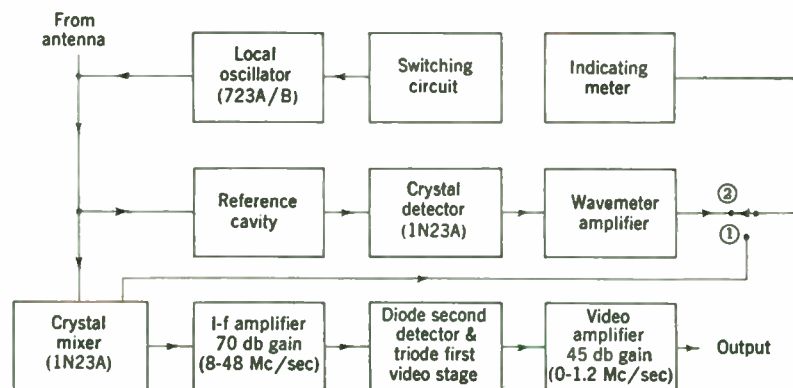 From
antenna
Local
oscillator
(723A/B)
Switching
circuit
Indicating
meter
Reference
cavity
Crystal
detector
(1N23A)
Wavemeter
amplifier
②
①
Crystal
mixer
(1N23A)
I-f amplifier
70 db gain
(8-48 Mc/sec)
Diode second
detector &
triode first
video stage
Video
amplifier
45 db gain
(0-1.2 Mc/sec)
Output